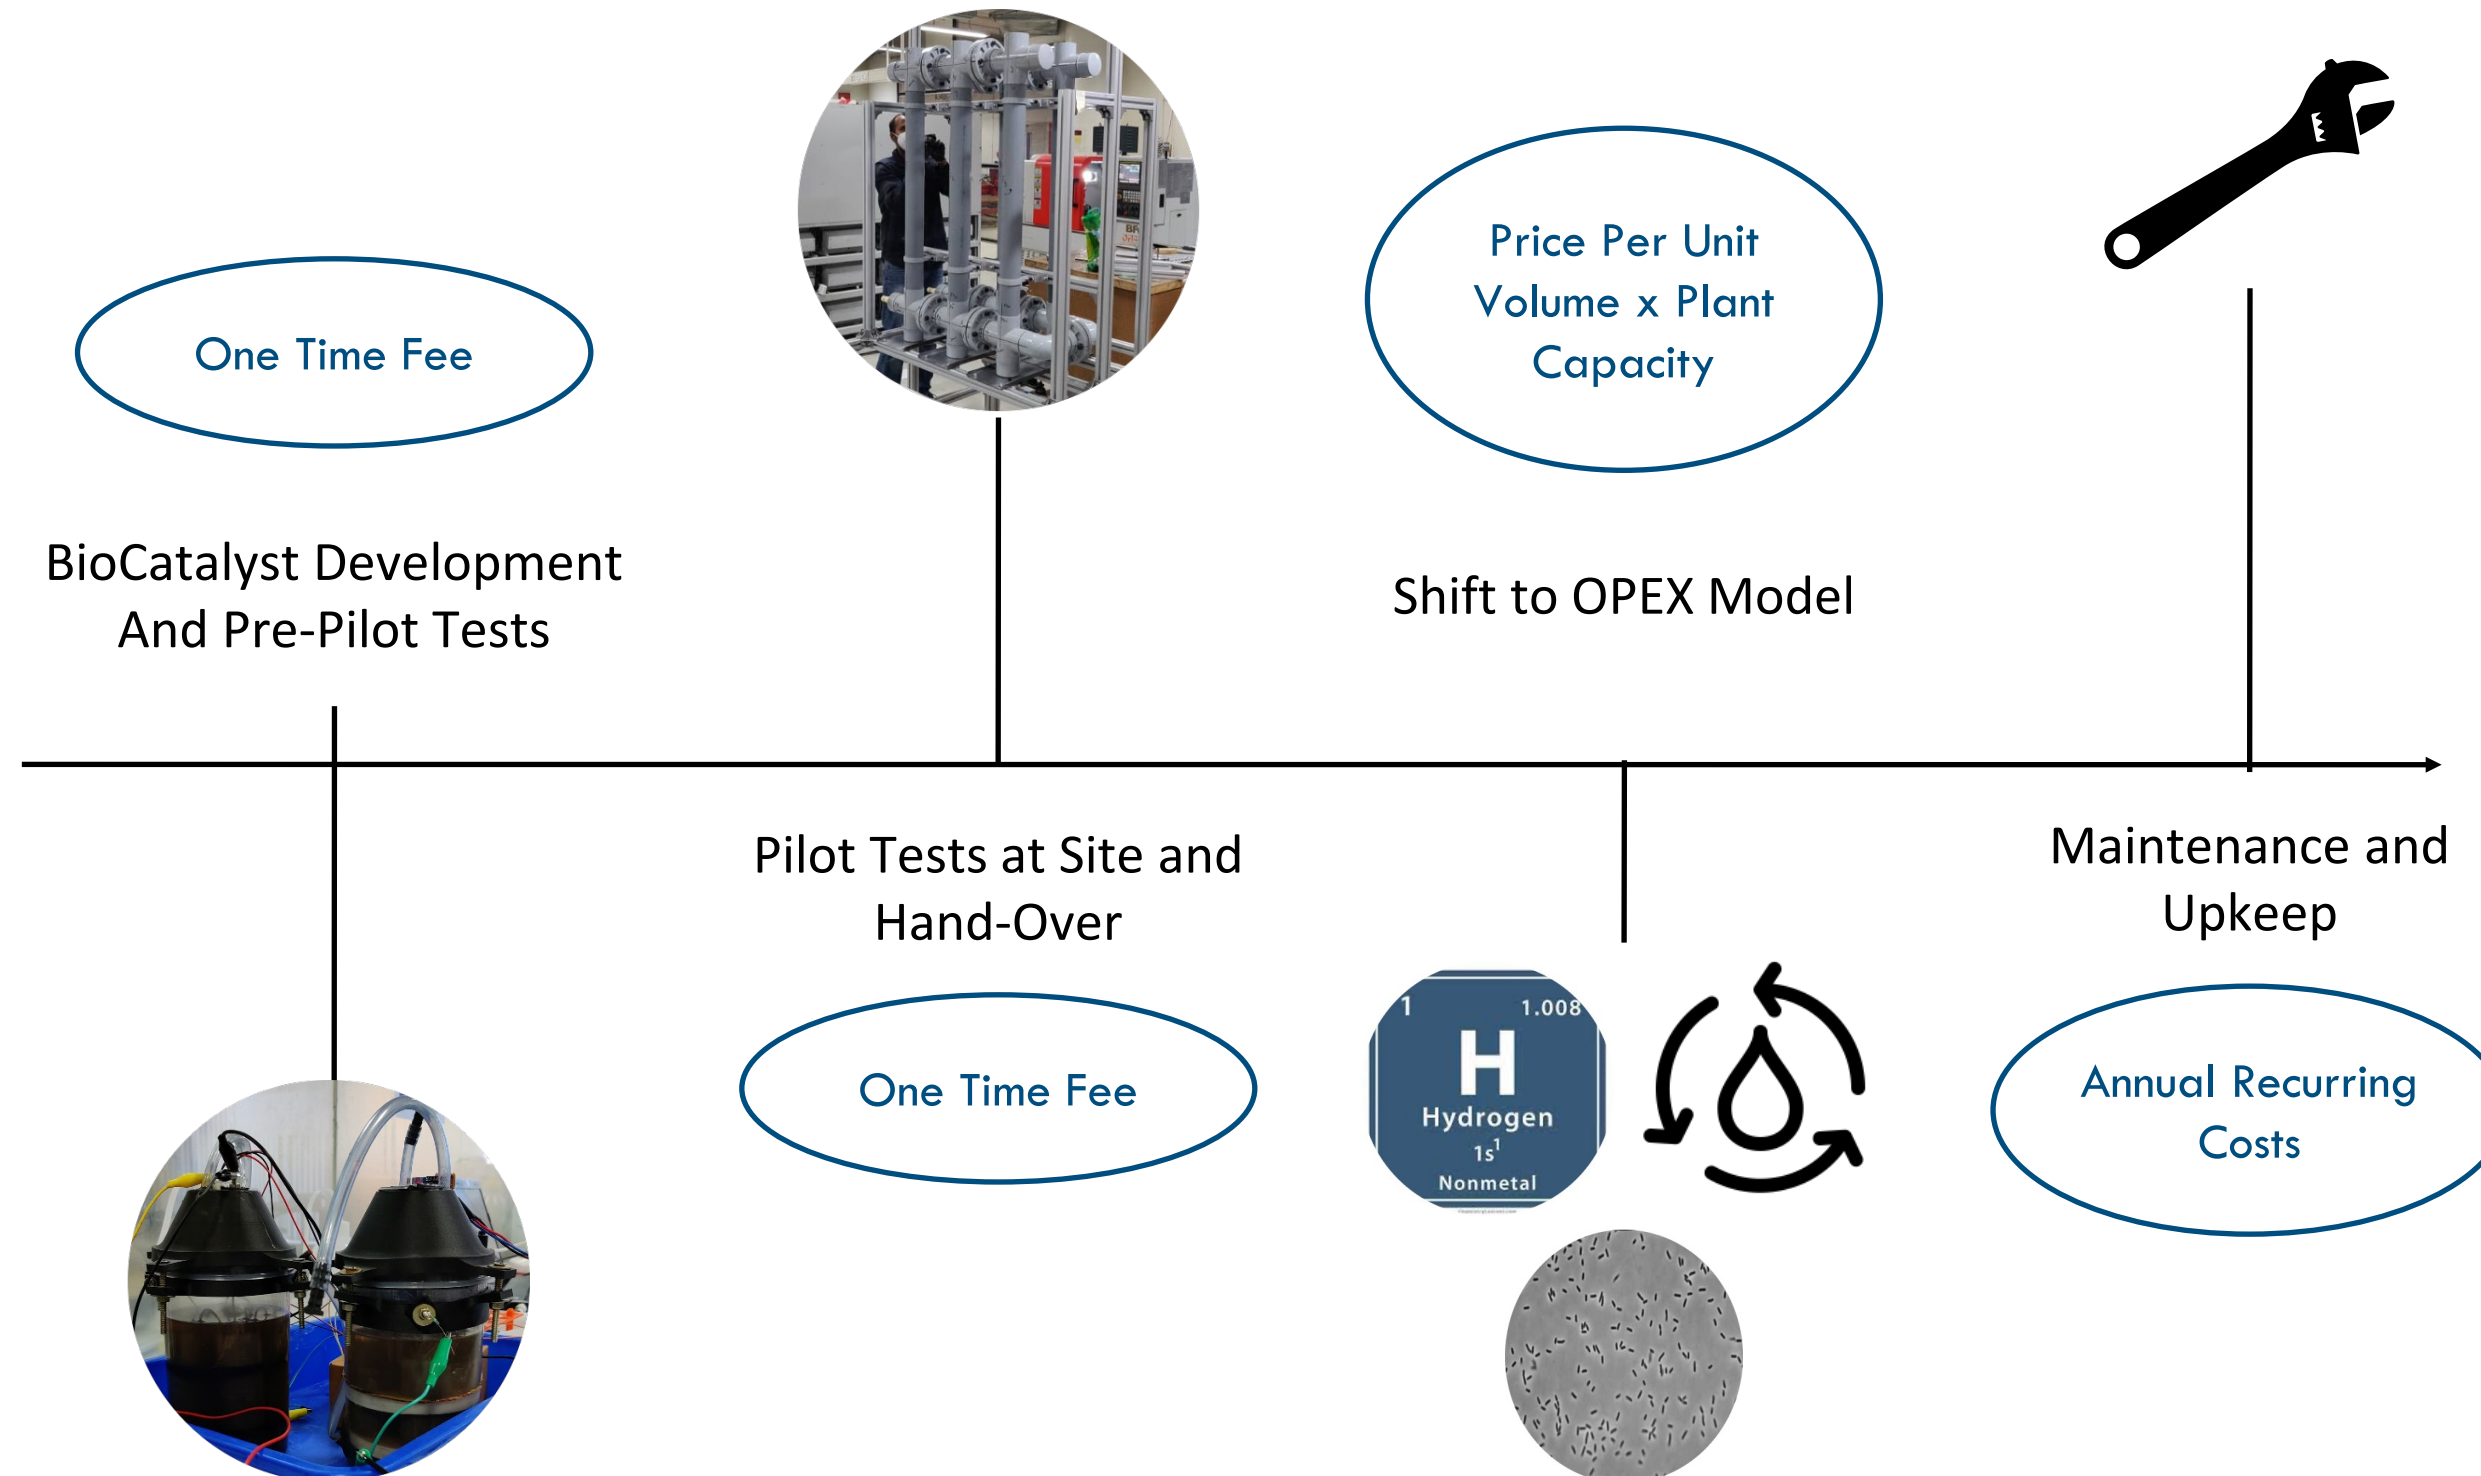 One Time Fee
BioCatalyst Development
And Pre-Pilot Tests
Pilot Tests at Site and
Hand-Over
One Time Fee
Price Per Unit
Volume x Plant
Capacity
Shift to OPEX Model
1 1.008
H
Hydrogen
1s¹
Nonmetal
Maintenance and
Upkeep
Annual Recurring
Costs